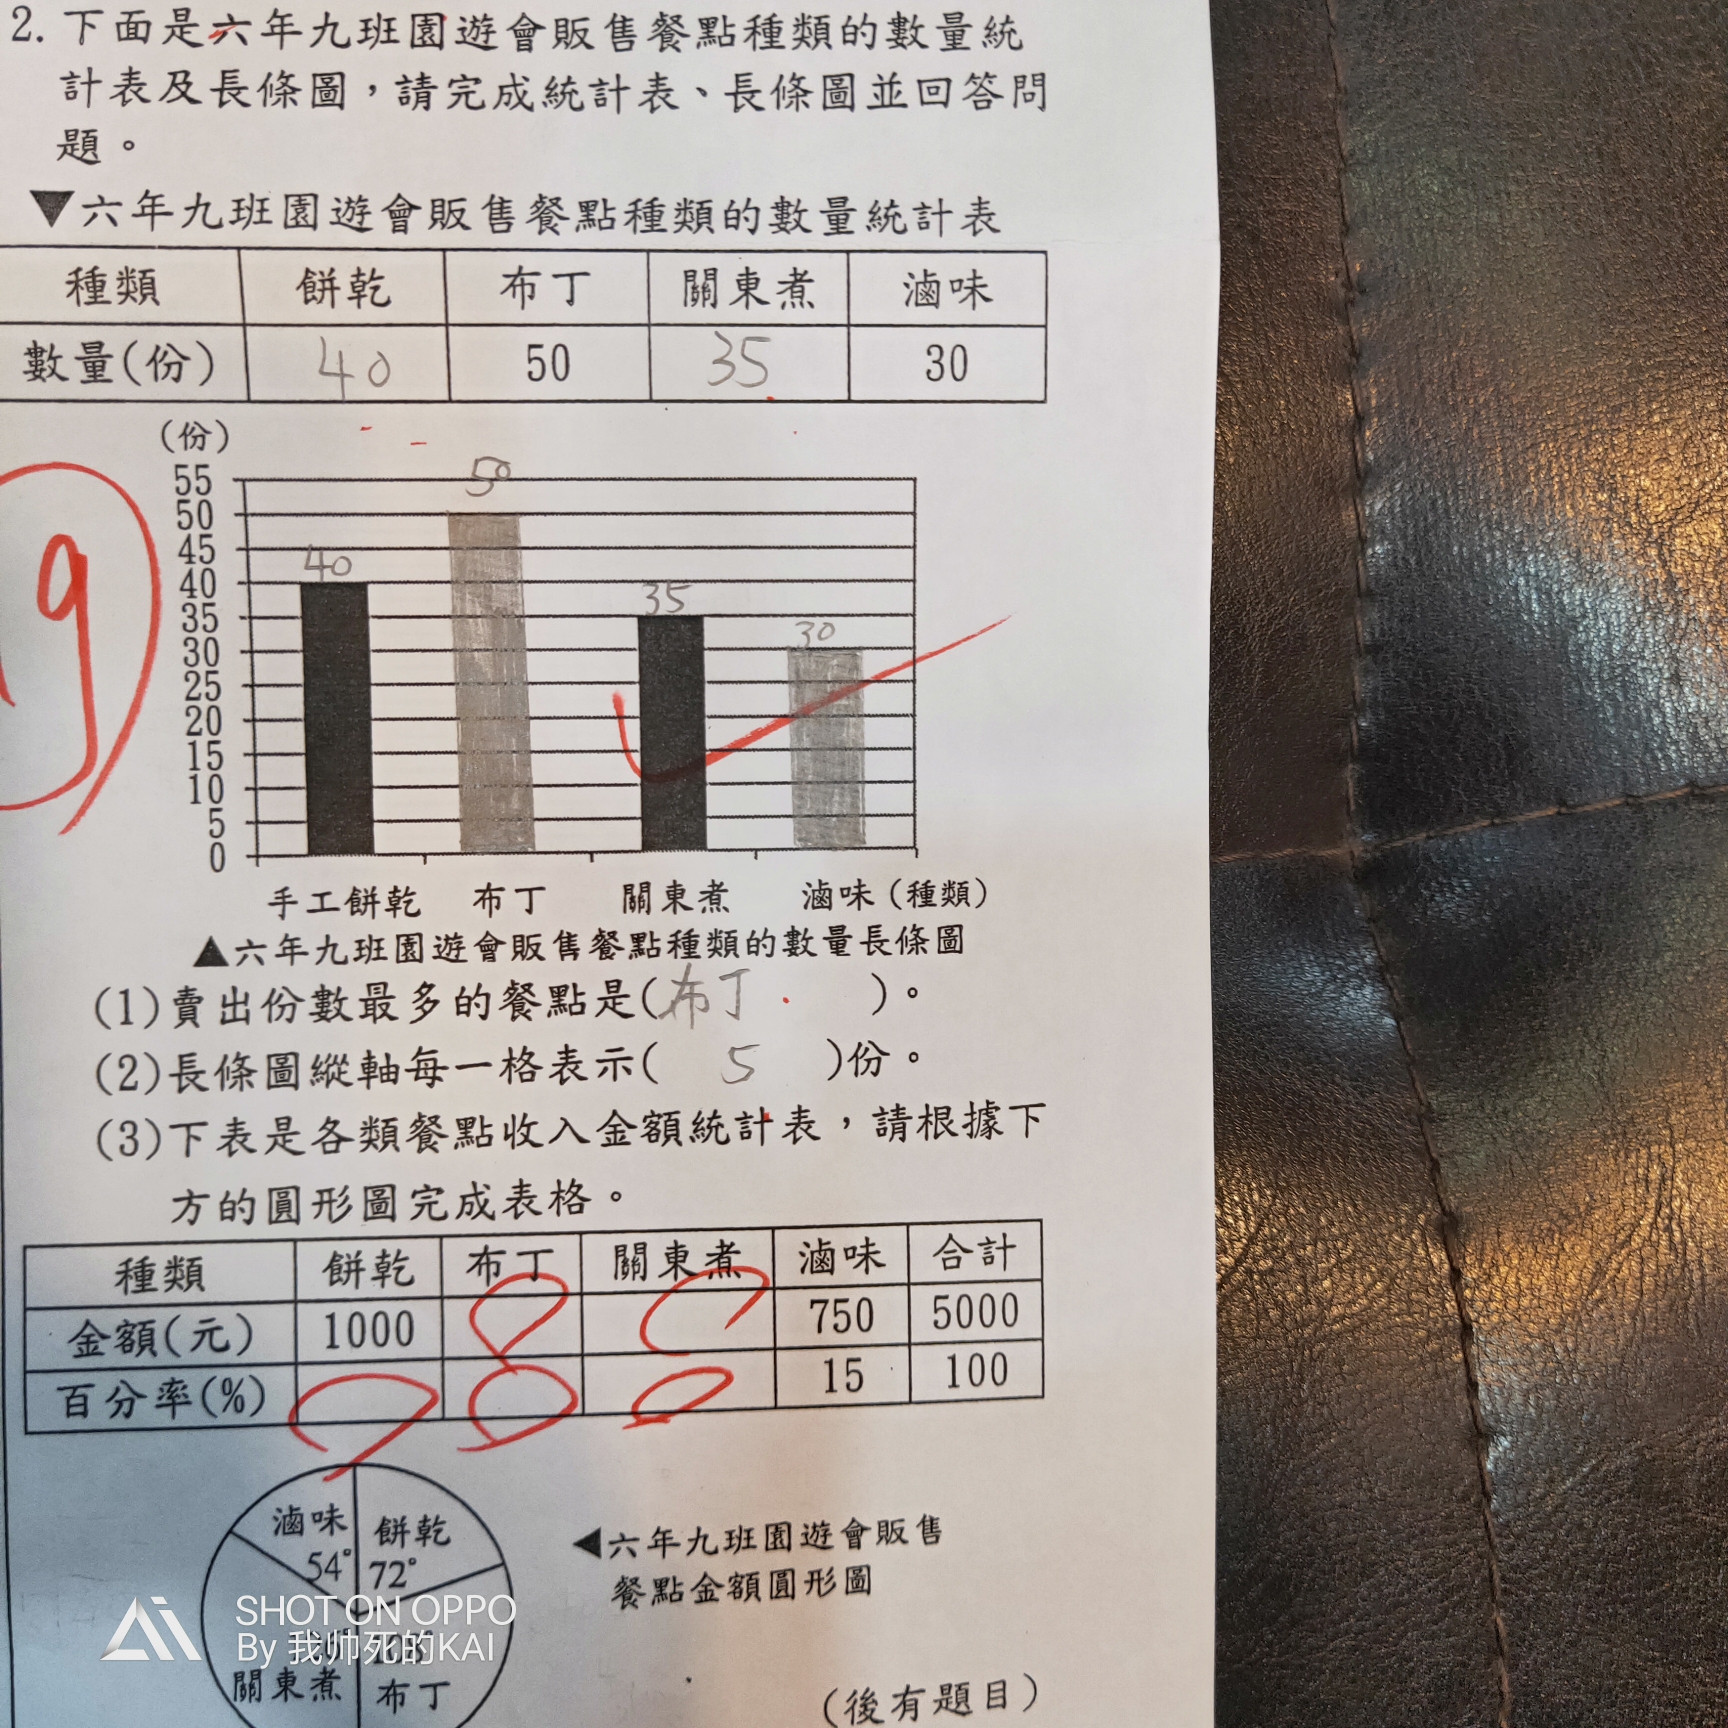 2. 下面是六年九班園遊會販售餐點種類的數量統
計表及長條圖，請完成統計表、長條圖並回答問
題。
▼六年九班園遊會販售餐點種類的數量統計表
種類 餅乾 布丁 關東煮 滷味
數量(份) 40 50 35 30
(份)
55
50
45
40
35
30
25
20
15
10
5
0
40
50
35
30
9
手工餅乾 布丁 關東煮 滷味 (種類)
▲六年九班園遊會販售餐點種類的數量長條圖
(1)賣出份數最多的餐點是(布丁)。
(2)長條圖縱軸每一格表示( 5 )份。
(3)下表是各類餐點收入金額統計表，請根據下
方的圓形圖完成表格。
種類 餅乾 布丁 關東煮 滷味 合計
金額(元) 1000 750 5000
百分率(%) 15 100
滷味
54°
餅乾
72°
關東煮
布丁
◀六年九班園遊會販售
餐點金額圓形圖
(後有題目)
SHOT ON OPPO
By 我帅死的KAI